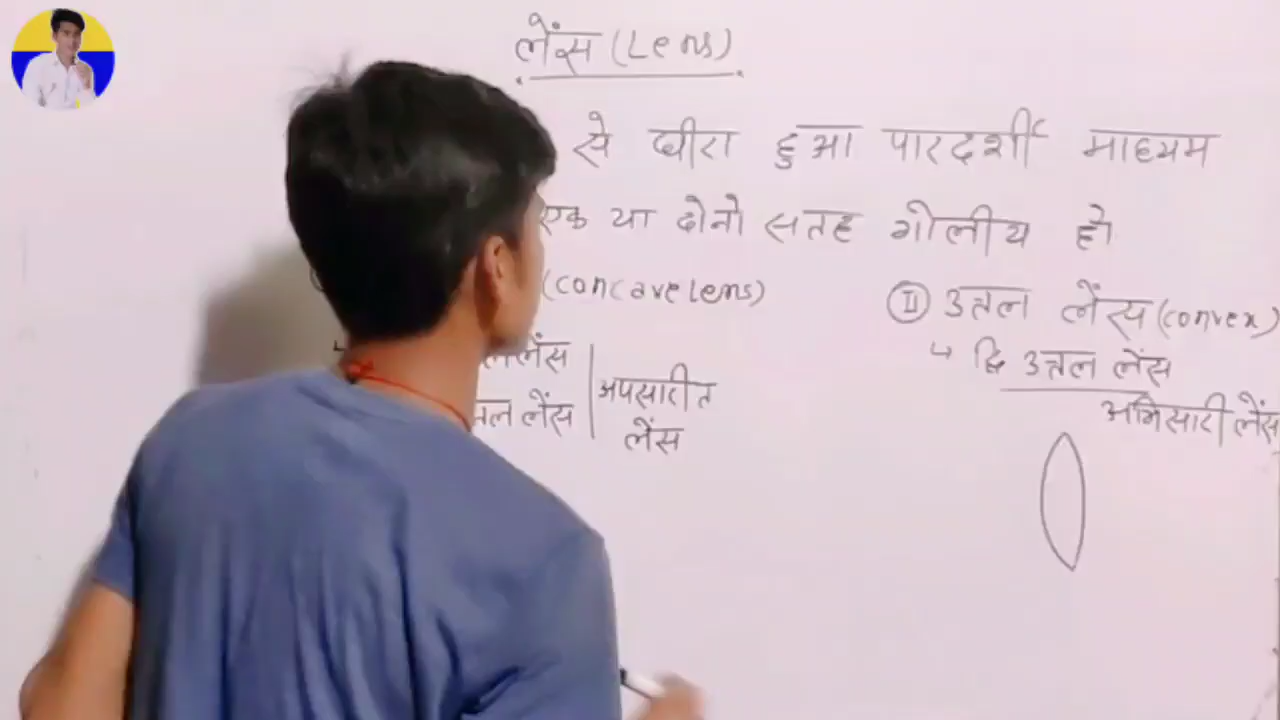 लेंस (Lens)
से घीरा हुआ पारदर्शी माध्यम
एक या दोनो सतह गोलीय हो
(concave lens)
II उत्तल लेंस (convex)
↳ द्वि उत्तल लेंस
लेंस
अपसारीत
लेंस
लेंस
अभिसारी लेंस